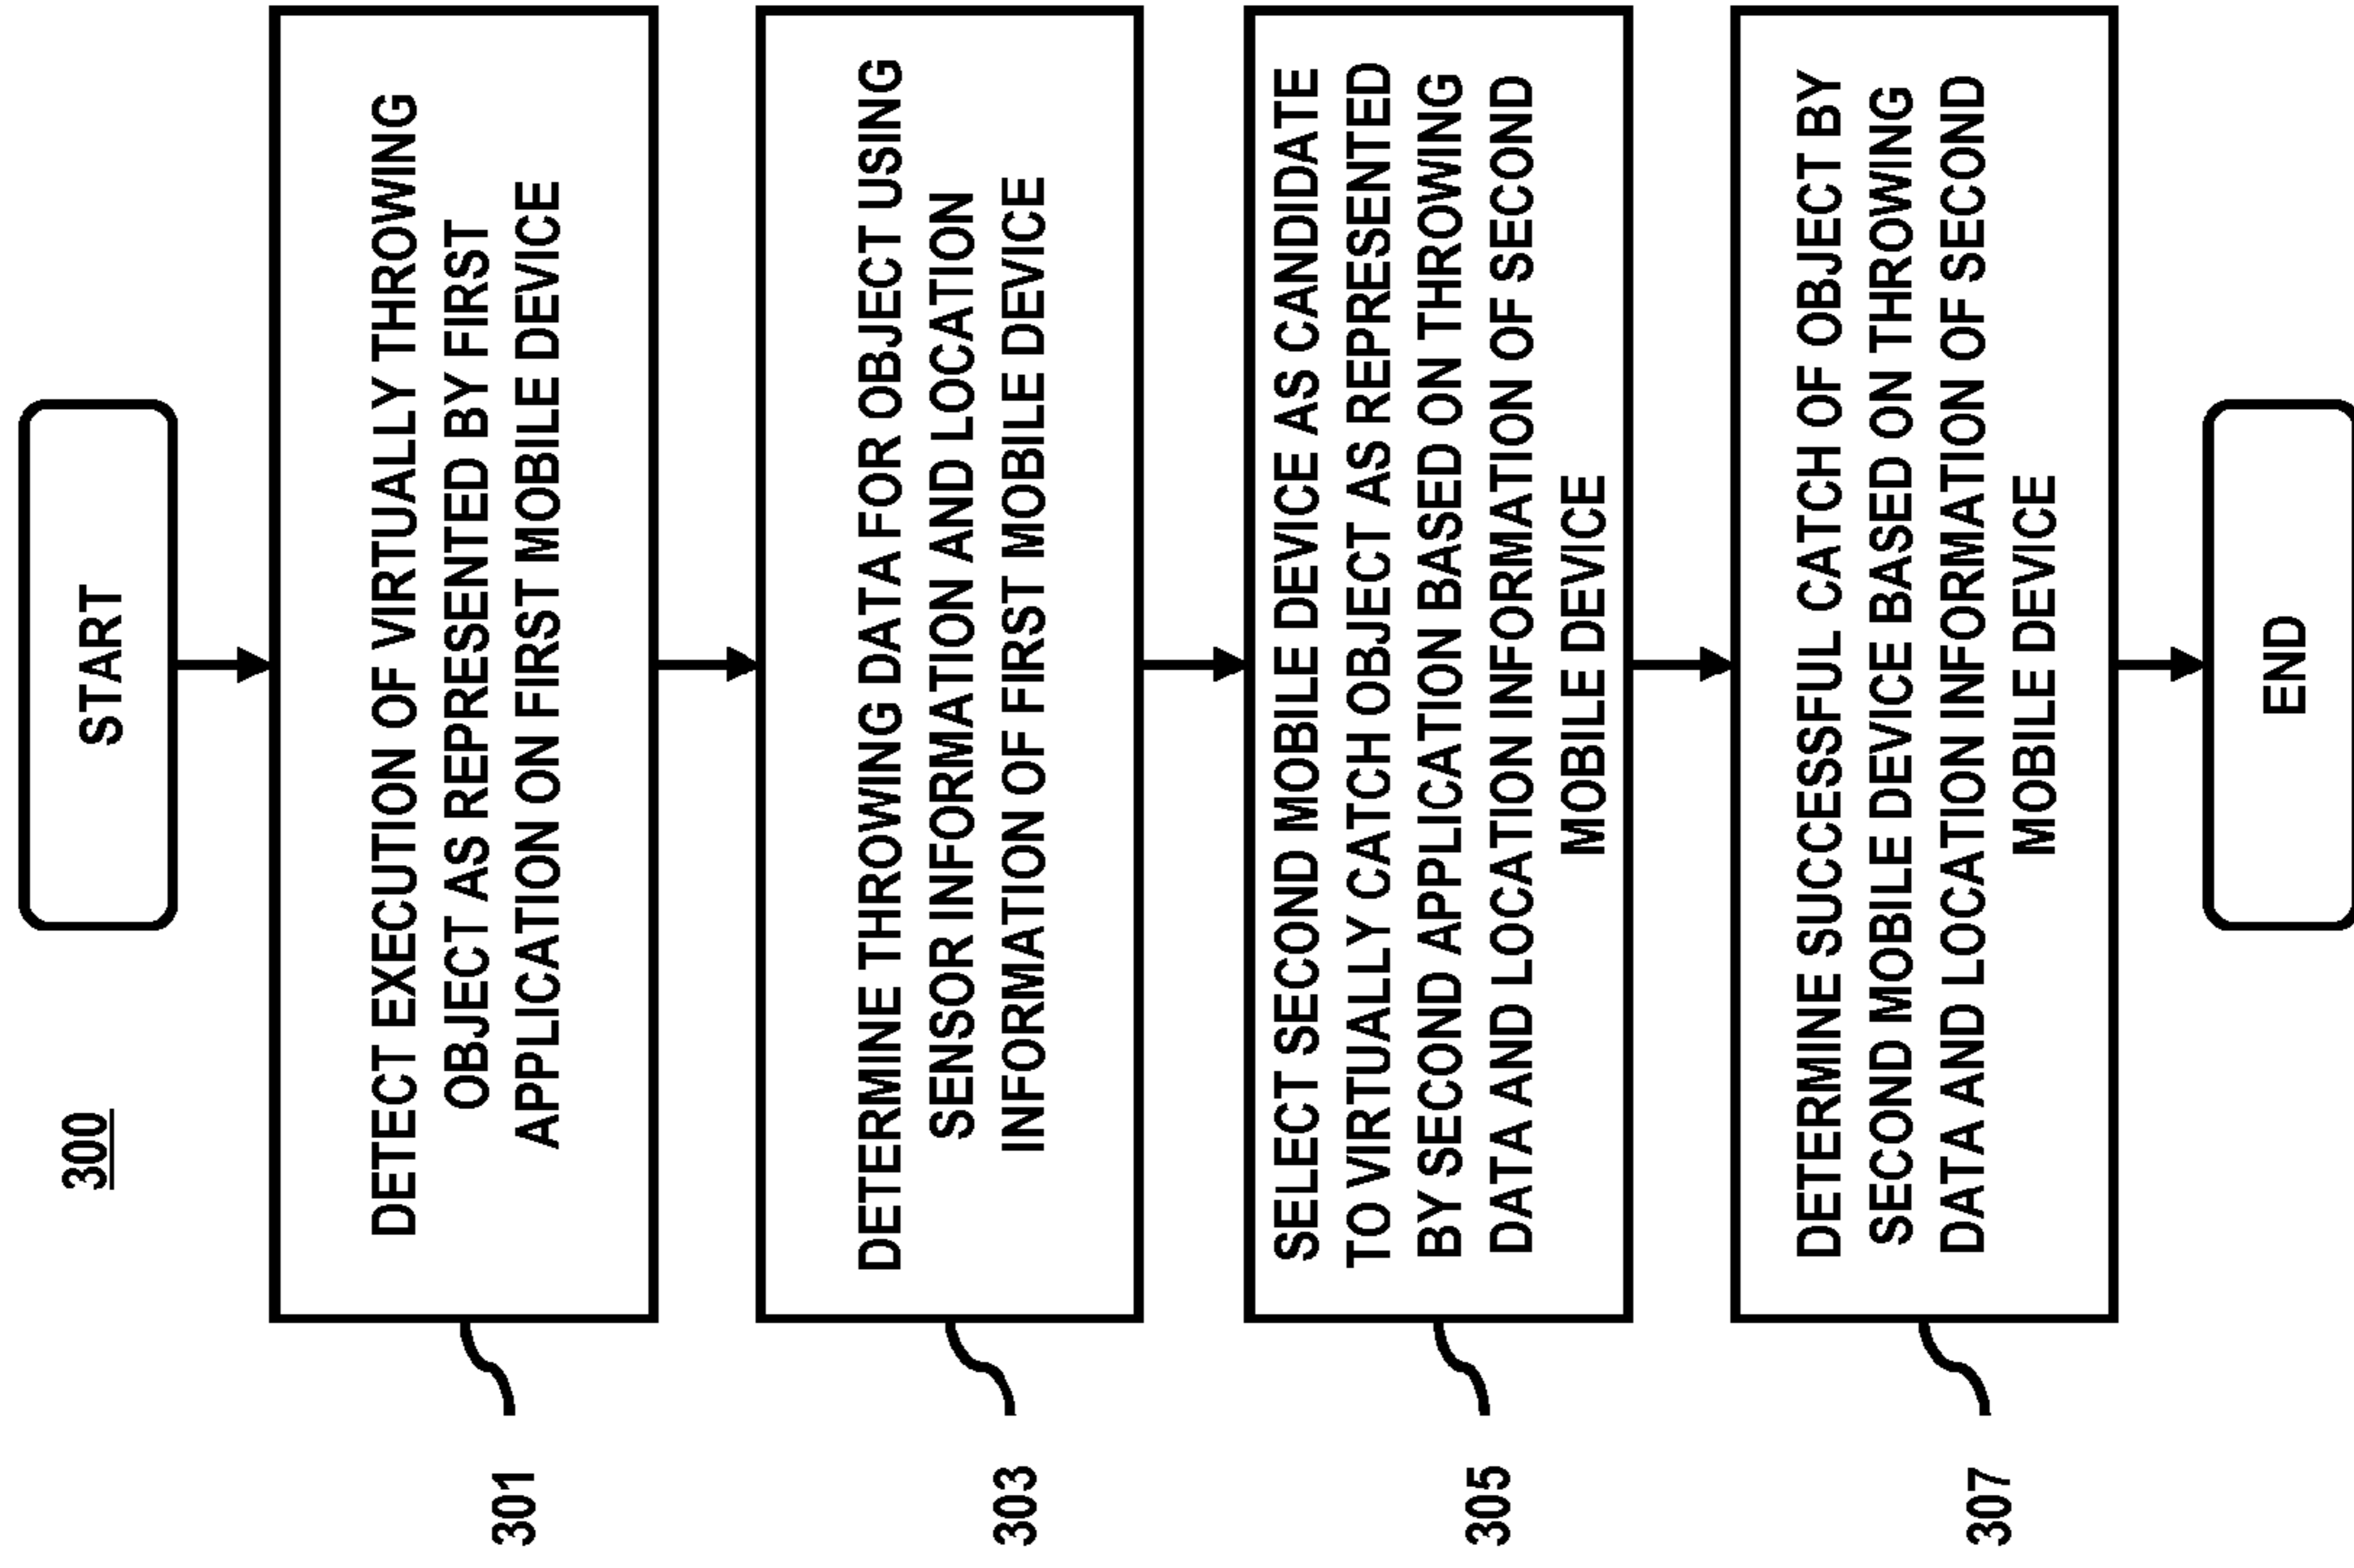 300
START
DETECT EXECUTION OF VIRTUALLY THROWING
OBJECT AS REPRESENTED BY FIRST
APPLICATION ON FIRST MOBILE DEVICE
301
DETERMINE THROWING DATA FOR OBJECT USING
SENSOR INFORMATION AND LOCATION
INFORMATION OF FIRST MOBILE DEVICE
303
SELECT SECOND MOBILE DEVICE AS CANDIDATE
TO VIRTUALLY CATCH OBJECT AS REPRESENTED
BY SECOND APPLICATION BASED ON THROWING
DATA AND LOCATION INFORMATION OF SECOND
MOBILE DEVICE
305
DETERMINE SUCCESSFUL CATCH OF OBJECT BY
SECOND MOBILE DEVICE BASED ON THROWING
DATA AND LOCATION INFORMATION OF SECOND
MOBILE DEVICE
307
END